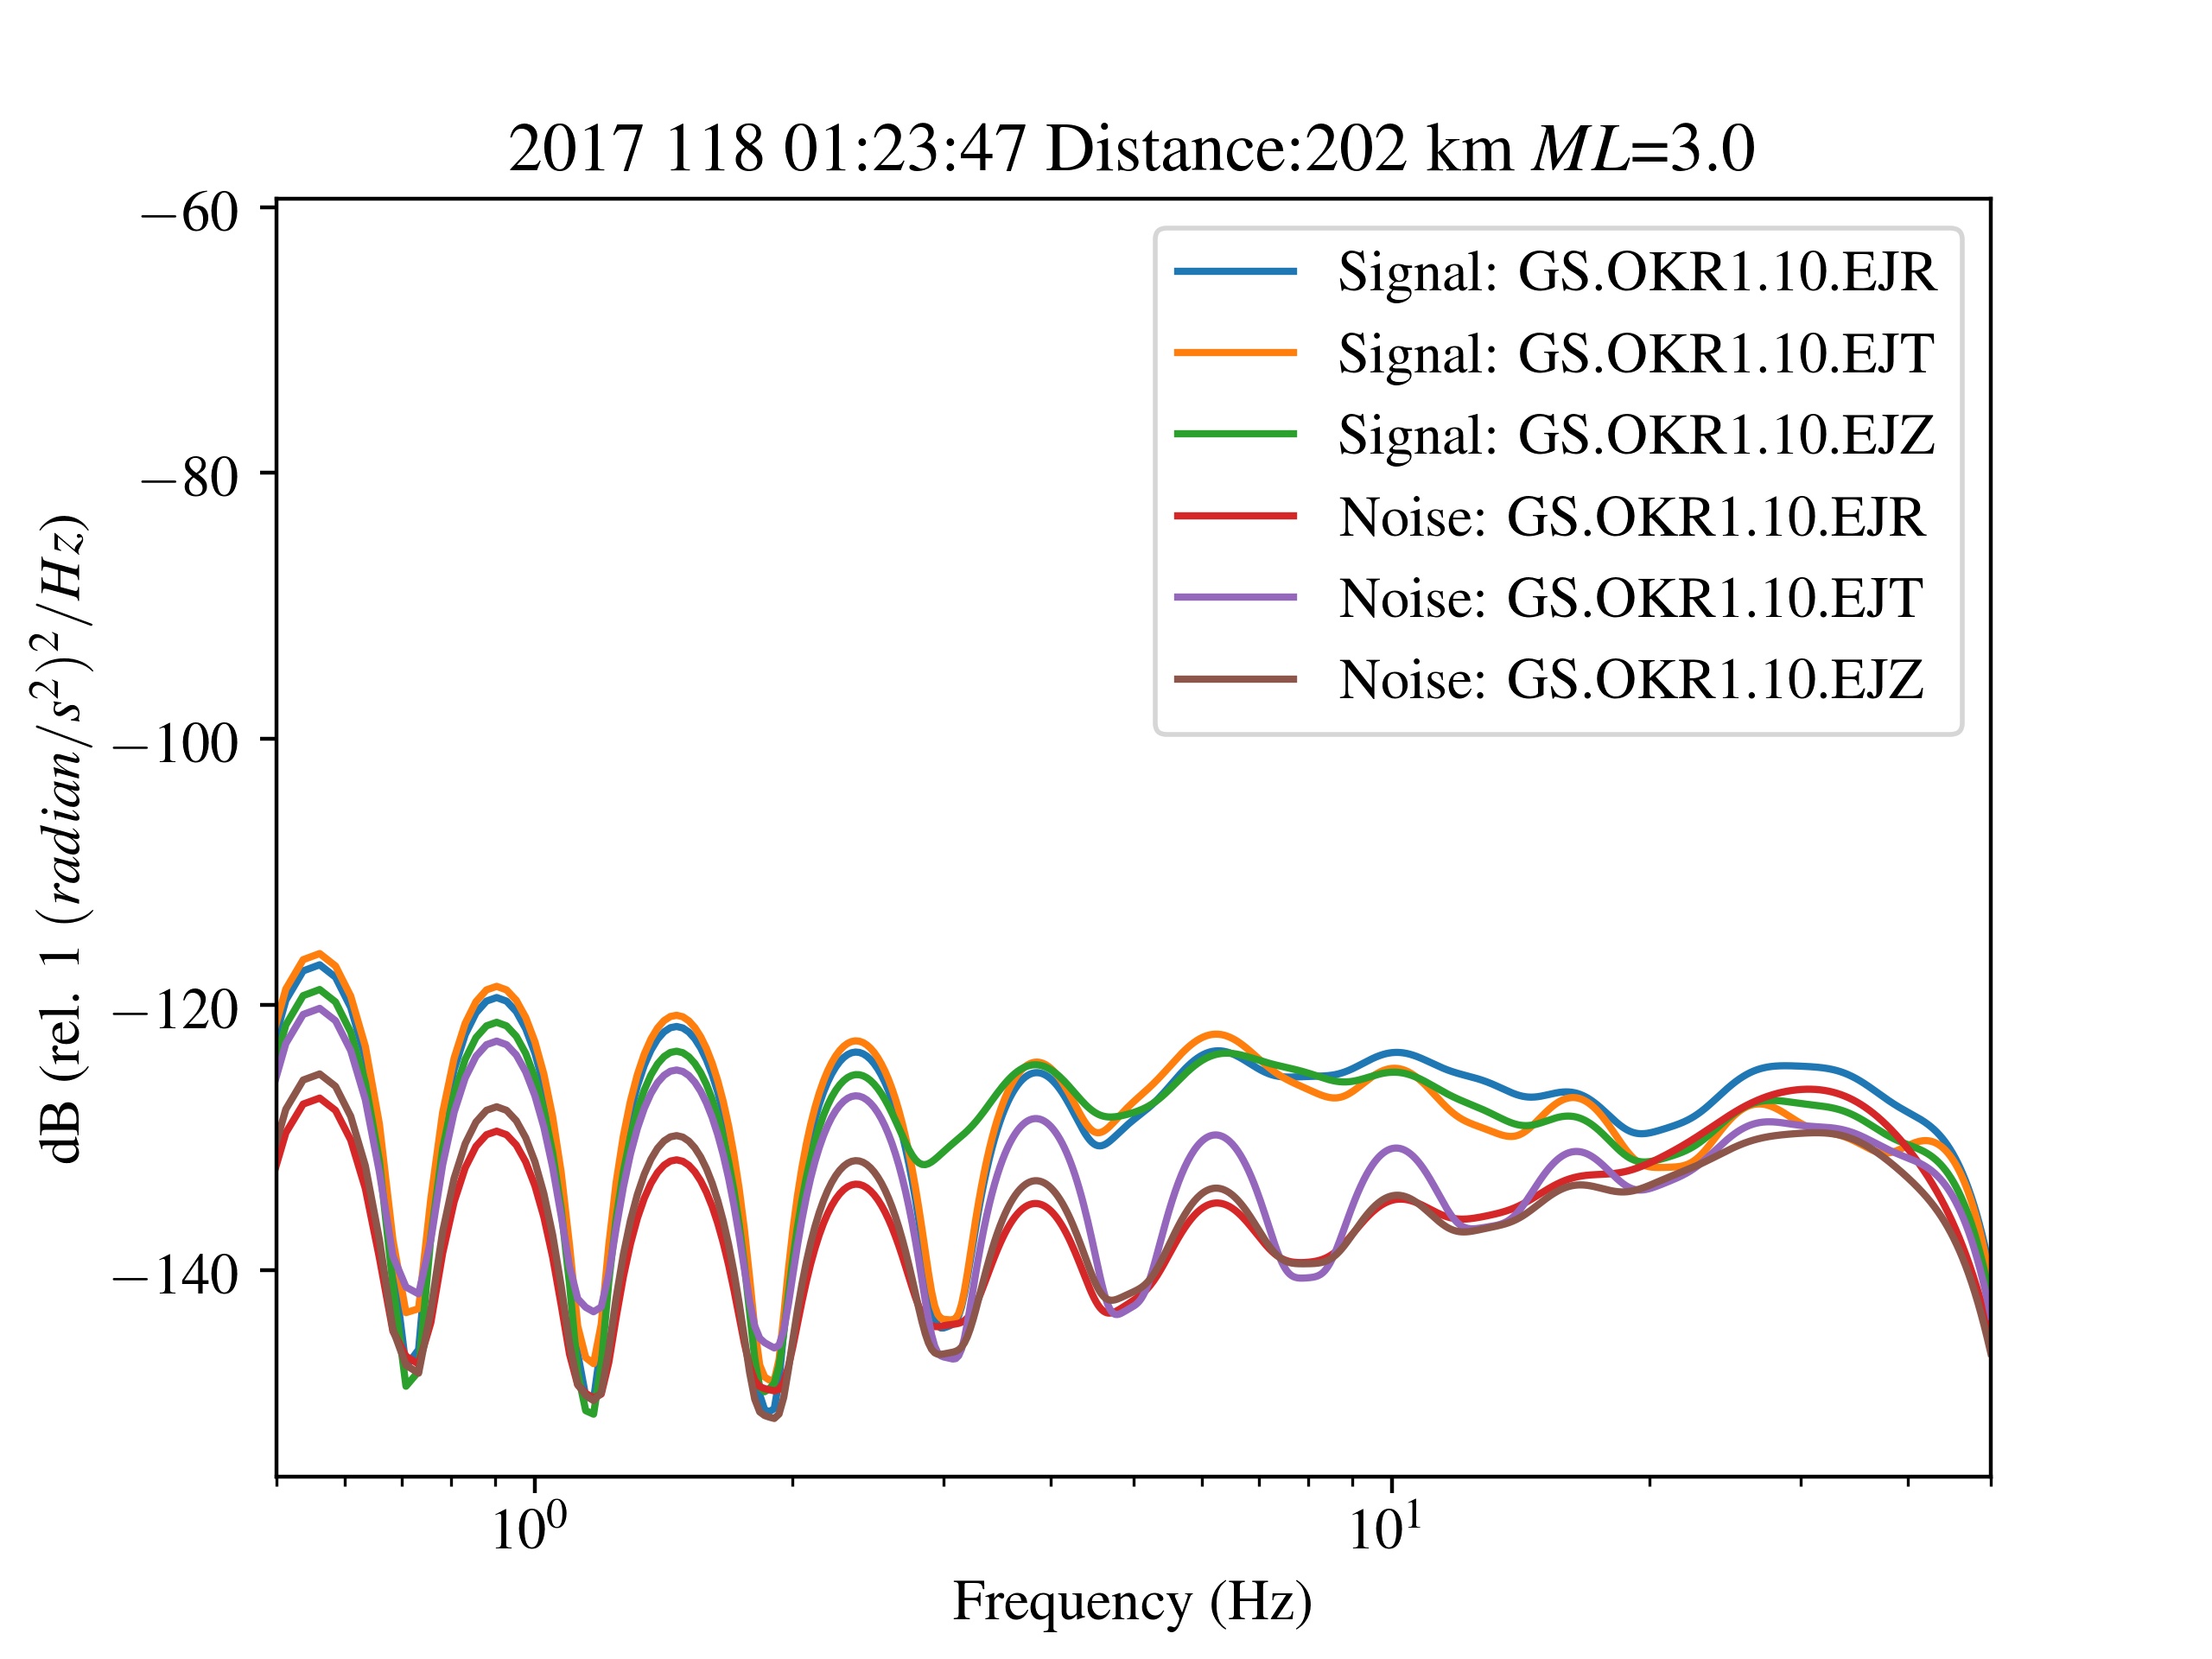 2017 118 01:23:47 Distance:202 km ML=3.0
−60
−80
−100
−120
−140
dB (rel. 1 (radian/s²)²/Hz)
Signal: GS.OKR1.10.EJR
Signal: GS.OKR1.10.EJT
Signal: GS.OKR1.10.EJZ
Noise: GS.OKR1.10.EJR
Noise: GS.OKR1.10.EJT
Noise: GS.OKR1.10.EJZ
10⁰
10¹
Frequency (Hz)